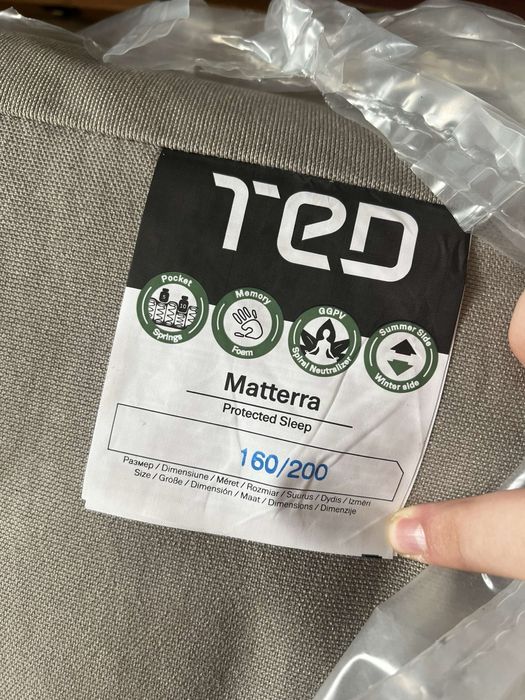 TED
Pocket
Springs
Memory
Foam
GGPV
Spiral Neutralizer
Summer Side
Winter side
Matterra
Protected Sleep
160/200
Размер / Dimensiune / Méret / Rozmiar / Suurus / Dydis / Izmēri
Size / Größe / Dimensión / Maat / Dimensions / Dimenzije